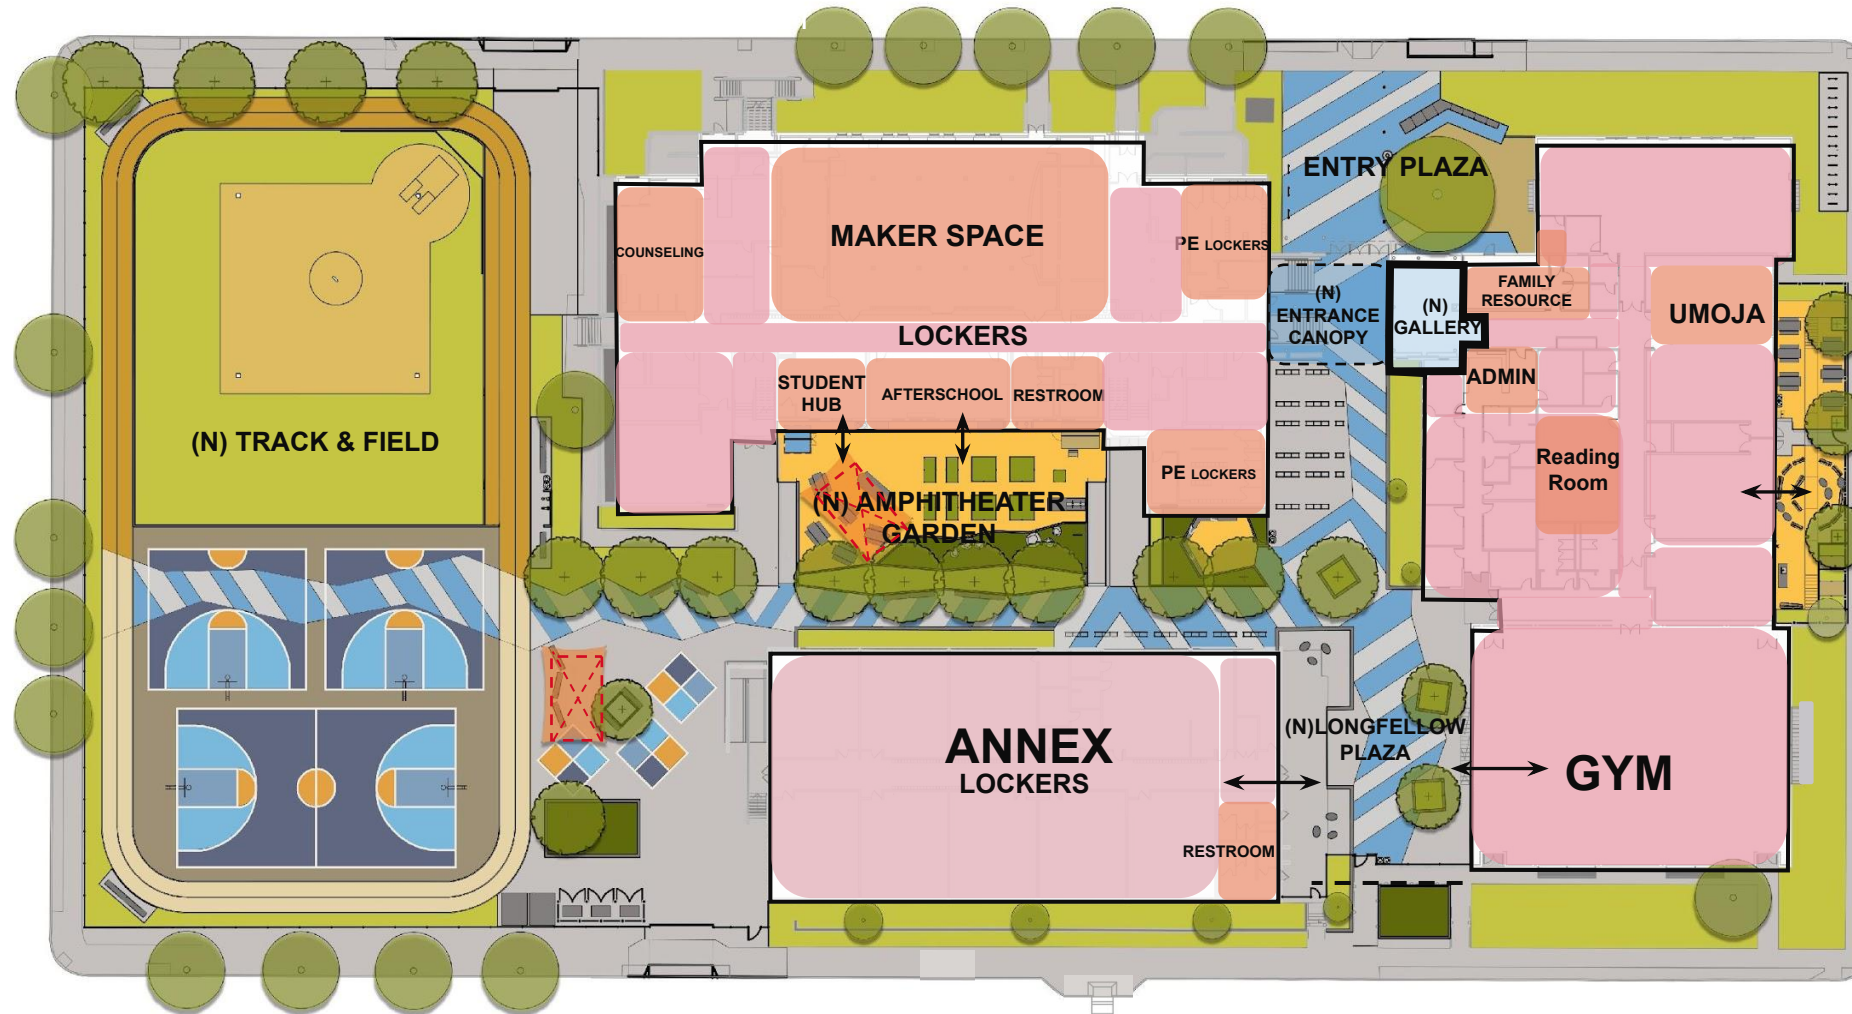 ENTRY PLAZA
MAKER SPACE
PE LOCKERS
COUNSELING
(N)
ENTRANCE
CANOPY
(N)
GALLERY
FAMILY
RESOURCE
UMOJA
LOCKERS
STUDENT
HUB
AFTERSCHOOL
RESTROOM
ADMIN
(N) TRACK & FIELD
Reading
Room
PE LOCKERS
(N) AMPHITHEATER
GARDEN
ANNEX
LOCKERS
(N)LONGFELLOW
PLAZA
GYM
RESTROOM